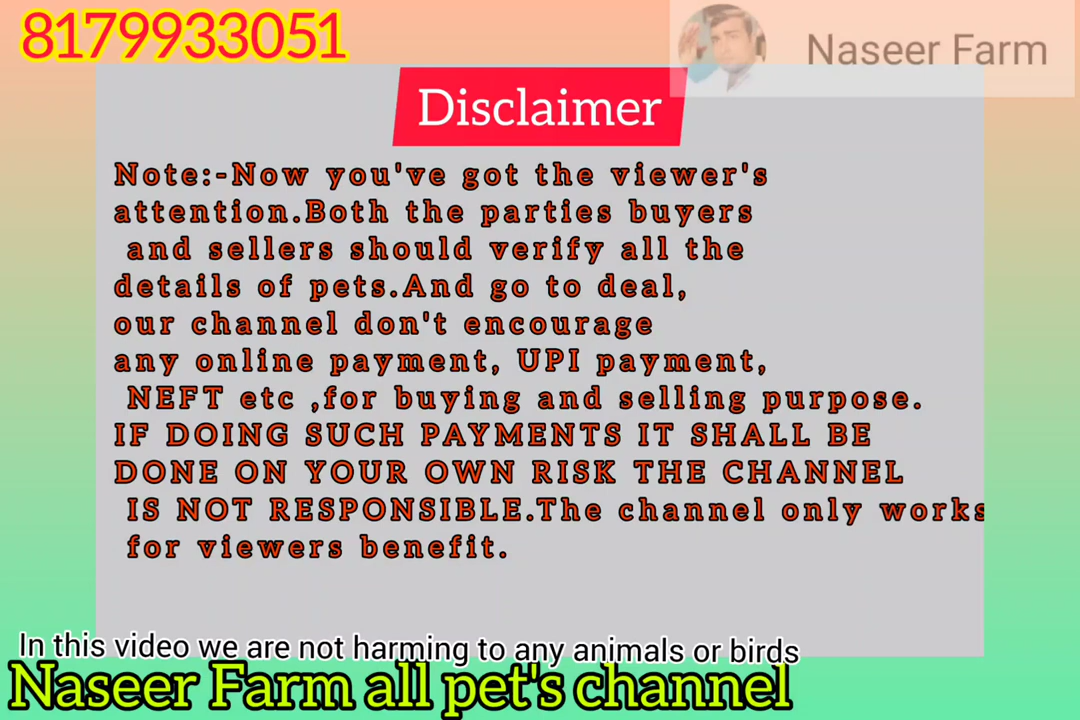 8179933051
Naseer Farm
Disclaimer
Note:-Now you've got the viewer's
attention.Both the parties buyers
and sellers should verify all the
details of pets.And go to deal,
our channel don't encourage
any online payment, UPI payment,
NEFT etc ,for buying and selling purpose.
IF DOING SUCH PAYMENTS IT SHALL BE
DONE ON YOUR OWN RISK THE CHANNEL
IS NOT RESPONSIBLE.The channel only works
for viewers benefit.
In this video we are not harming to any animals or birds
Naseer Farm all pet's channel